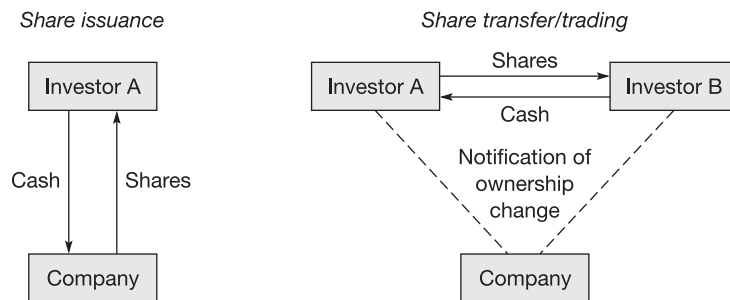 Share issuance
Investor A
Cash
Shares
Company
Share transfer/trading
Investor A
Shares
Cash
Investor B
Notification of
ownership
change
Company